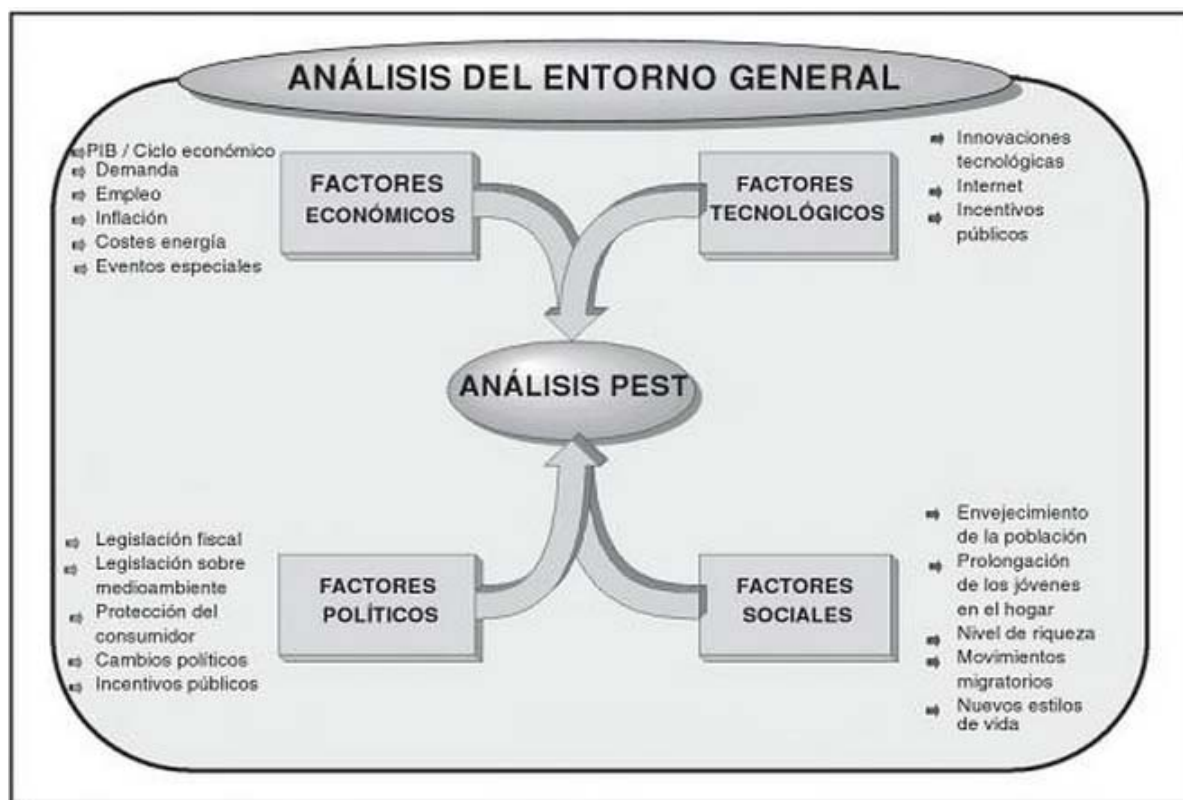 ANÁLISIS DEL ENTORNO GENERAL
PIB / Ciclo económico
Demanda
Empleo
Inflación
Costes energía
Eventos especiales
FACTORES
ECONÓMICOS
FACTORES
TECNOLÓGICOS
Innovaciones
tecnológicas
Internet
Incentivos
públicos
ANÁLISIS PEST
Legislación fiscal
Legislación sobre
medioambiente
Protección del
consumidor
Cambios políticos
Incentivos públicos
FACTORES
POLÍTICOS
FACTORES
SOCIALES
Envejecimiento
de la población
Prolongación
de los jóvenes
en el hogar
Nivel de riqueza
Movimientos
migratorios
Nuevos estilos
de vida